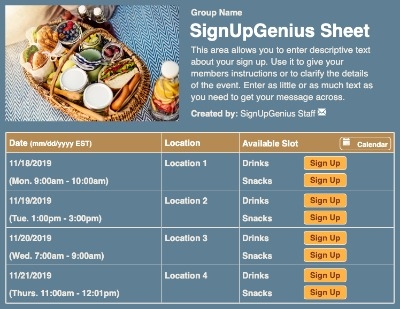 Group Name
SignUpGenius Sheet
This area allows you to enter descriptive text
about your sign up. Use it to give your
members instructions or to clarify the details
of the event. Enter as little or as much text as
you need to get your message across.
Created by: SignUpGenius Staff
Date (mm/dd/yyyy EST) Location Available Slot Calendar
11/18/2019 Location 1 Drinks Sign Up
(Mon. 9:00am - 10:00am) Snacks Sign Up
11/19/2019 Location 2 Drinks Sign Up
(Tue. 1:00pm - 3:00pm) Snacks Sign Up
11/20/2019 Location 3 Drinks Sign Up
(Wed. 7:00am - 9:00am) Snacks Sign Up
11/21/2019 Location 4 Drinks Sign Up
(Thurs. 11:00am - 12:01pm) Snacks Sign Up